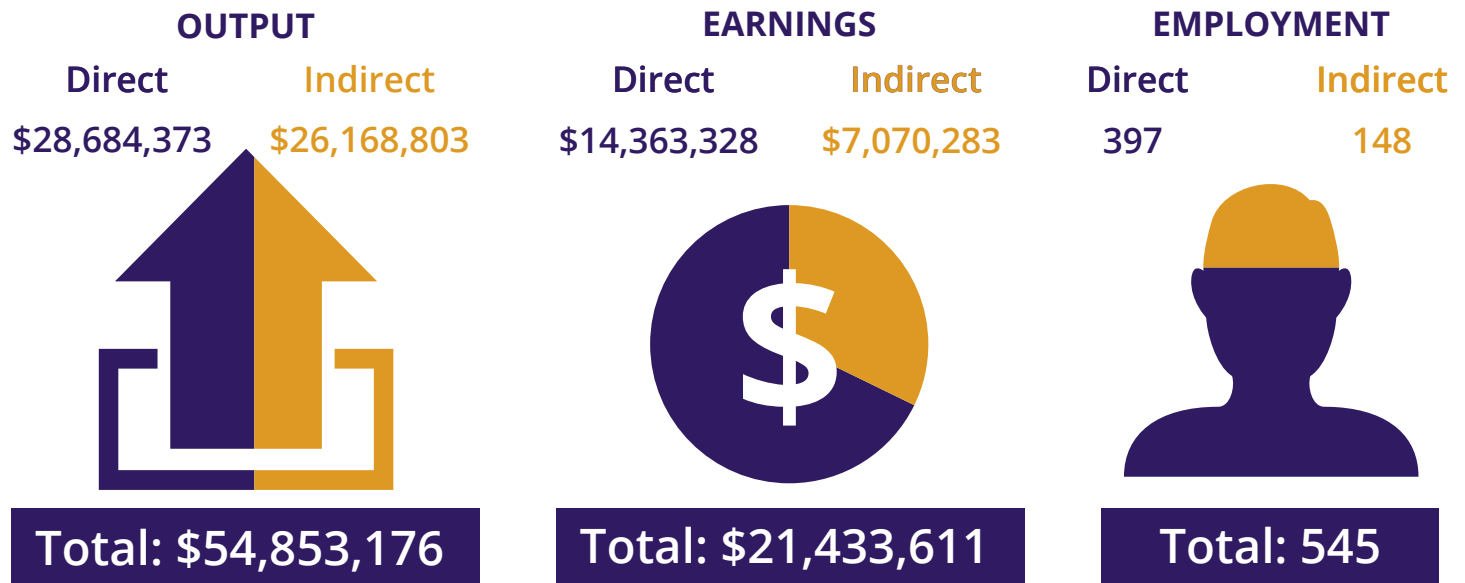 OUTPUT
Direct Indirect
$28,684,373 $26,168,803
Total: $54,853,176
EARNINGS
Direct Indirect
$14,363,328 $7,070,283
$
Total: $21,433,611
EMPLOYMENT
Direct Indirect
397 148
Total: 545